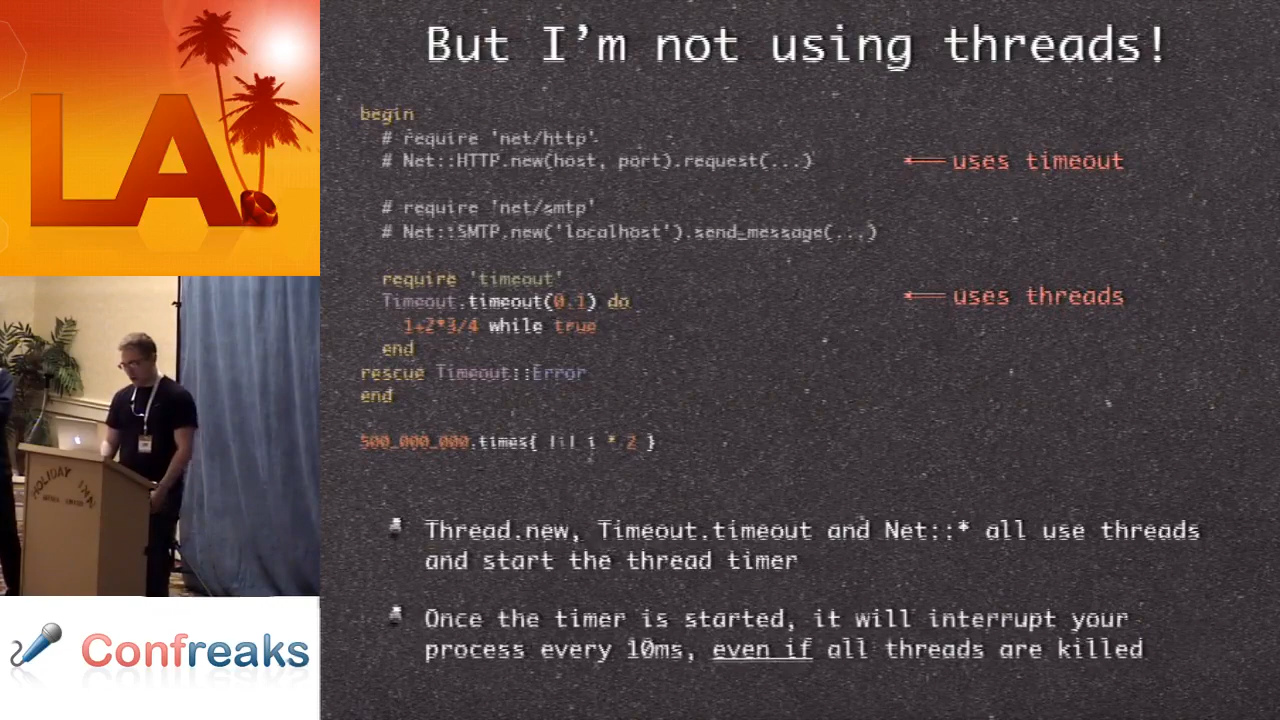 LA.
But I'm not using threads!
begin
# require 'net/http'
# Net::HTTP.new(host, port).request(...)
← uses timeout
# require 'net/smtp'
# Net::SMTP.new('localhost').send_message(...)
require 'timeout'
Timeout.timeout(0.1) do
← uses threads
1+2*3/4 while true
end
rescue Timeout::Error
end
500_000_000.times{ |i| i * 2 }
Thread.new, Timeout.timeout and Net::* all use threads
and start the thread timer
Once the timer is started, it will interrupt your
process every 10ms, even if all threads are killed
HOLIDAY INN
Confreaks